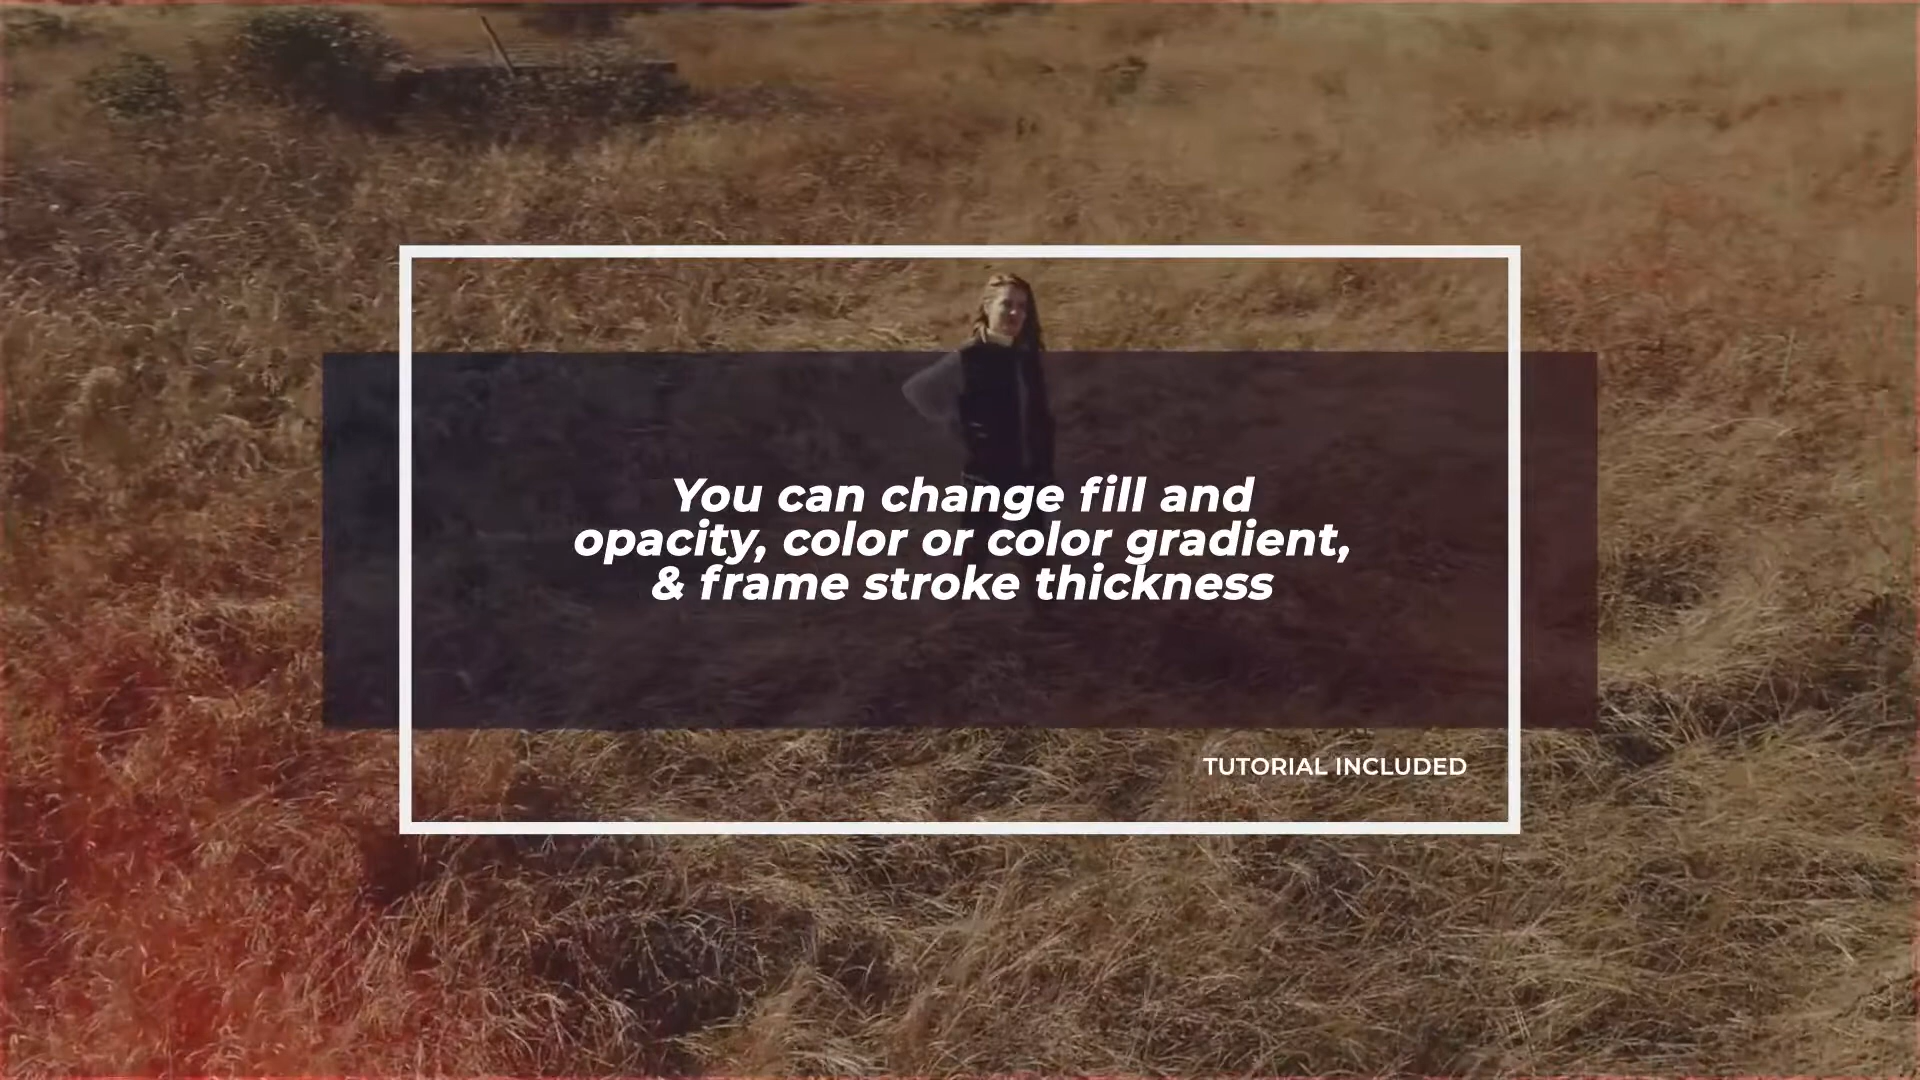 You can change fill and
opacity, color or color gradient,
& frame stroke thickness
TUTORIAL INCLUDED